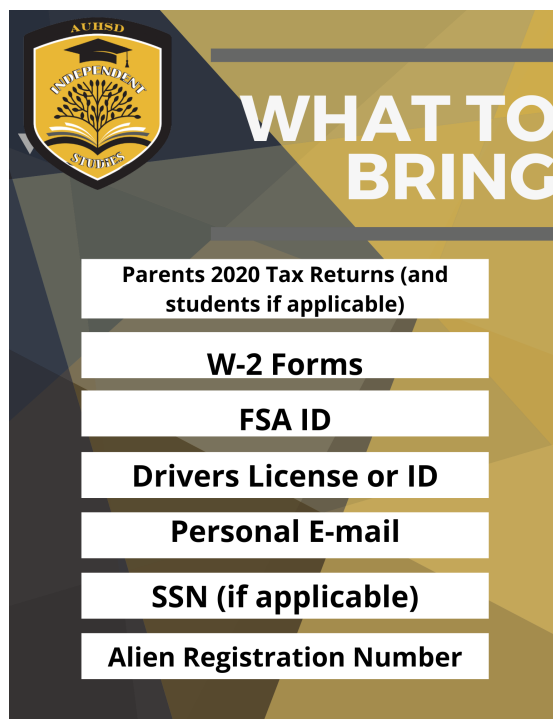 AUHSD
INDEPENDENT
STUDIES
WHAT TO
BRING
Parents 2020 Tax Returns (and
students if applicable)
W-2 Forms
FSA ID
Drivers License or ID
Personal E-mail
SSN (if applicable)
Alien Registration Number